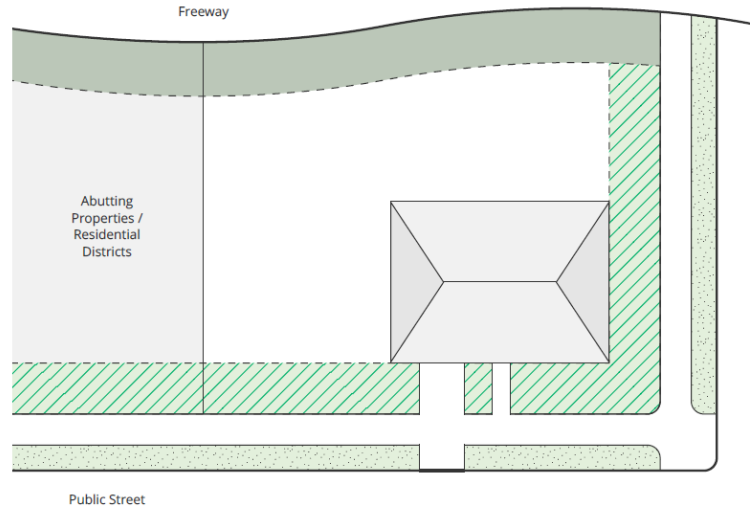 Freeway
Abutting
Properties /
Residential
Districts
Public Street